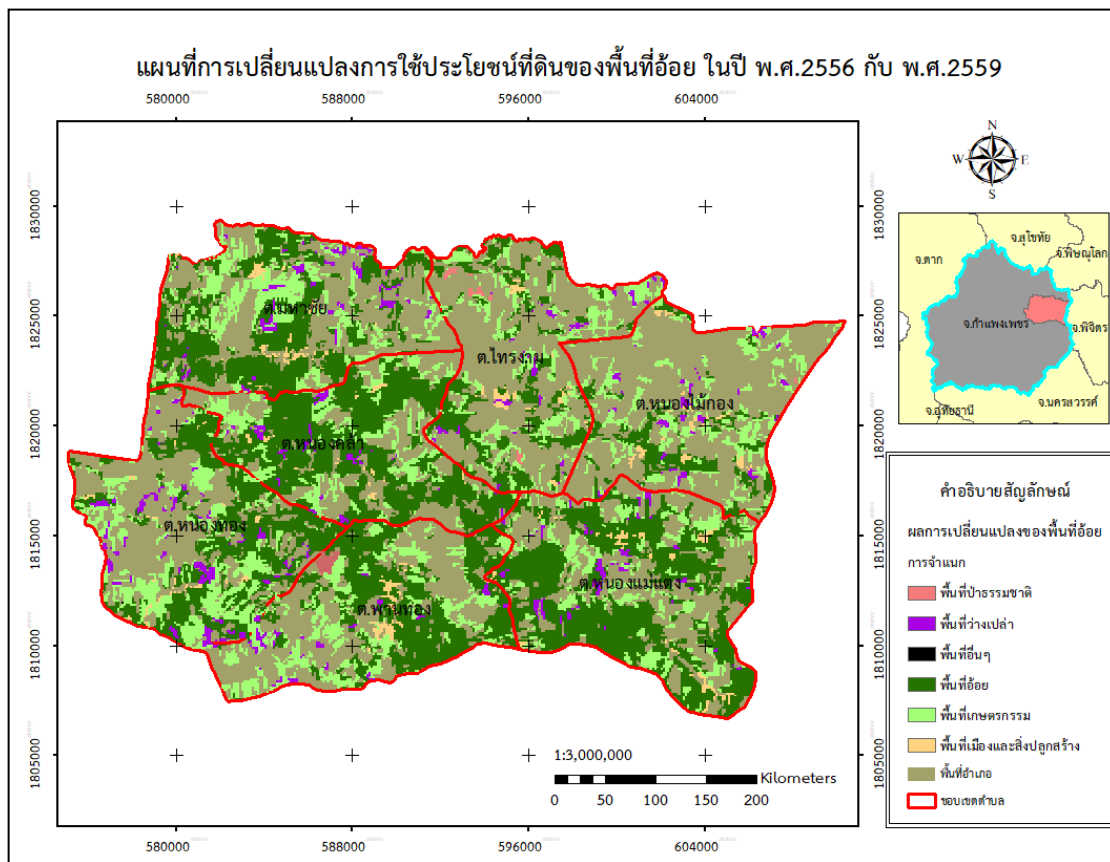 แผนที่การเปลี่ยนแปลงการใช้ประโยชน์ที่ดินของพื้นที่อ้อย ในปี พ.ศ.2556 กับ พ.ศ.2559
580000 588000 596000 604000
N
W E
S
1830000 1830000
จ.สุโขทัย
จ.ตาก จ.พิษณุโลก
ต.มหาชัย
1825000 1825000
จ.กำแพงเพชร จ.พิจิตร
ต.ไทรงาม
ต.หนองไม้กอง
จ.อุทัยธานี จ.นครสวรรค์
1820000 1820000
ต.หนองคล้า
คำอธิบายสัญลักษณ์
ต.หนองทอง
1815000 1815000
ผลการเปลี่ยนแปลงของพื้นที่อ้อย
การจำแนก
ต.หนองแม่แตง
พื้นที่ป่าธรรมชาติ
ต.พานทอง
พื้นที่ว่างเปล่า
1810000 1810000
พื้นที่อื่นๆ
พื้นที่อ้อย
พื้นที่เกษตรกรรม
พื้นที่เมืองและสิ่งปลูกสร้าง
1805000 1805000
1:3,000,000
พื้นที่อำเภอ
Kilometers
0 25 50 100 150 200
ขอบเขตตำบล
580000 588000 596000 604000